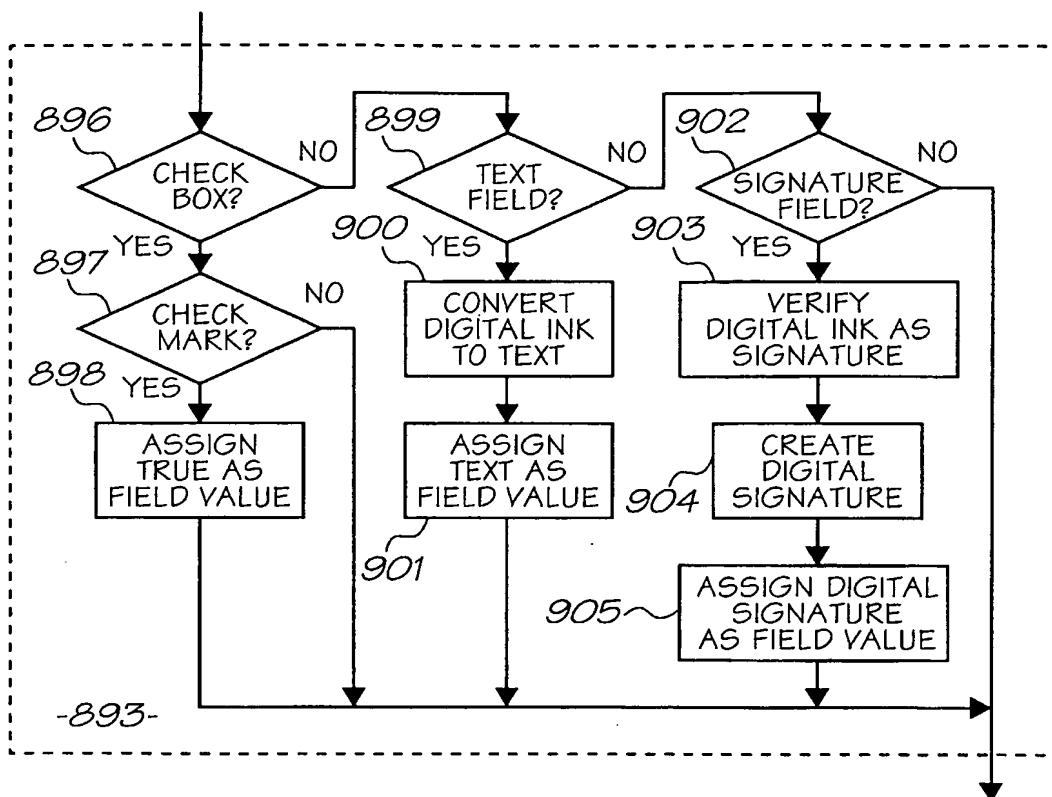 896
CHECK
BOX?
NO
YES
899
TEXT
FIELD?
NO
YES
902
SIGNATURE
FIELD?
NO
YES
897
CHECK
MARK?
NO
YES
900
CONVERT
DIGITAL INK
TO TEXT
903
VERIFY
DIGITAL INK AS
SIGNATURE
898
ASSIGN
TRUE AS
FIELD VALUE
ASSIGN
TEXT AS
FIELD VALUE
901
CREATE
DIGITAL
SIGNATURE
904
ASSIGN DIGITAL
SIGNATURE
AS FIELD VALUE
905
-893-